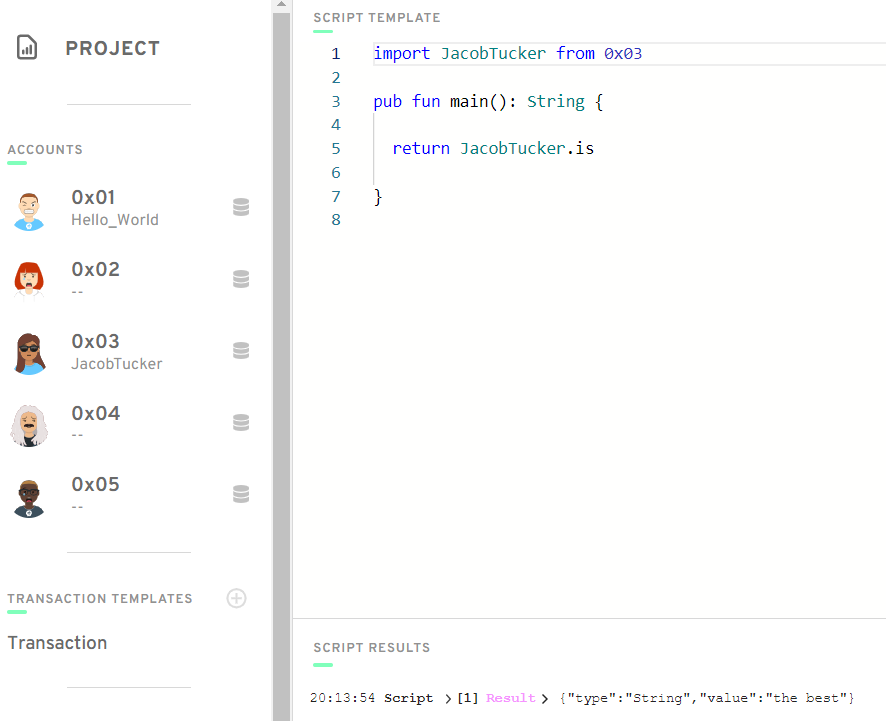 PROJECT
ACCOUNTS
0x01
Hello_World
0x02
--
0x03
JacobTucker
0x04
--
0x05
--
TRANSACTION TEMPLATES
Transaction
SCRIPT TEMPLATE
1 import JacobTucker from 0x03
2
3 pub fun main(): String {
4
5 return JacobTucker.is
6
7 }
8
SCRIPT RESULTS
20:13:54 Script >[1] Result > {"type":"String","value":"the best"}